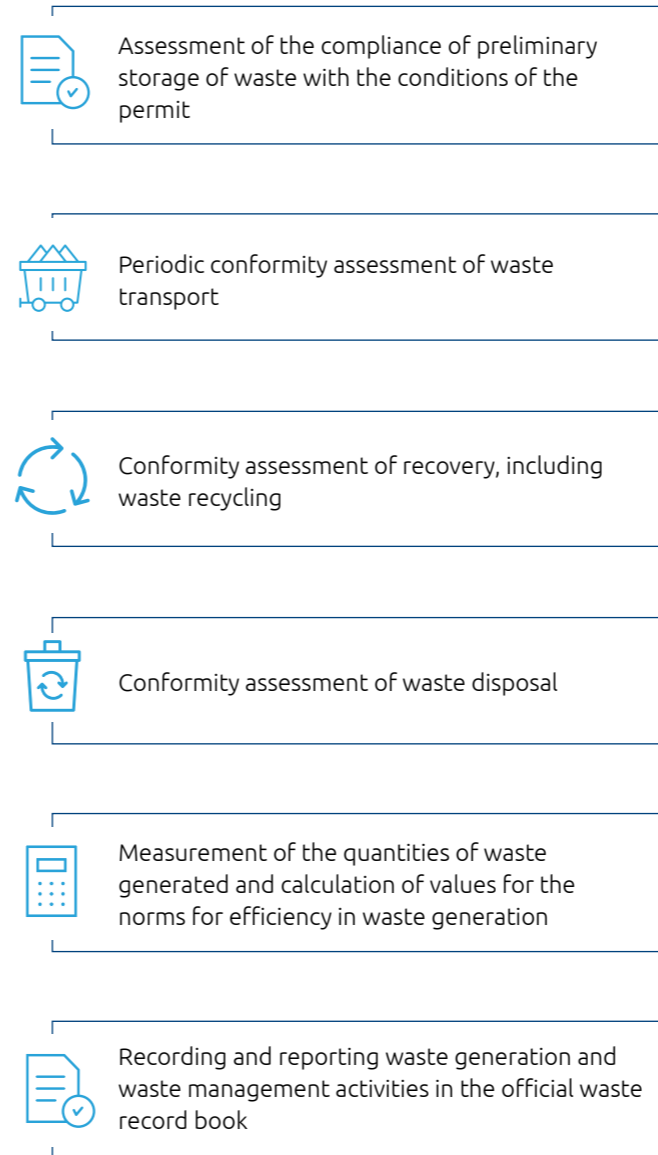 Assessment of the compliance of preliminary
storage of waste with the conditions of the
permit
Periodic conformity assessment of waste
transport
Conformity assessment of recovery, including
waste recycling
Conformity assessment of waste disposal
Measurement of the quantities of waste
generated and calculation of values for the
norms for efficiency in waste generation
Recording and reporting waste generation and
waste management activities in the official waste
record book